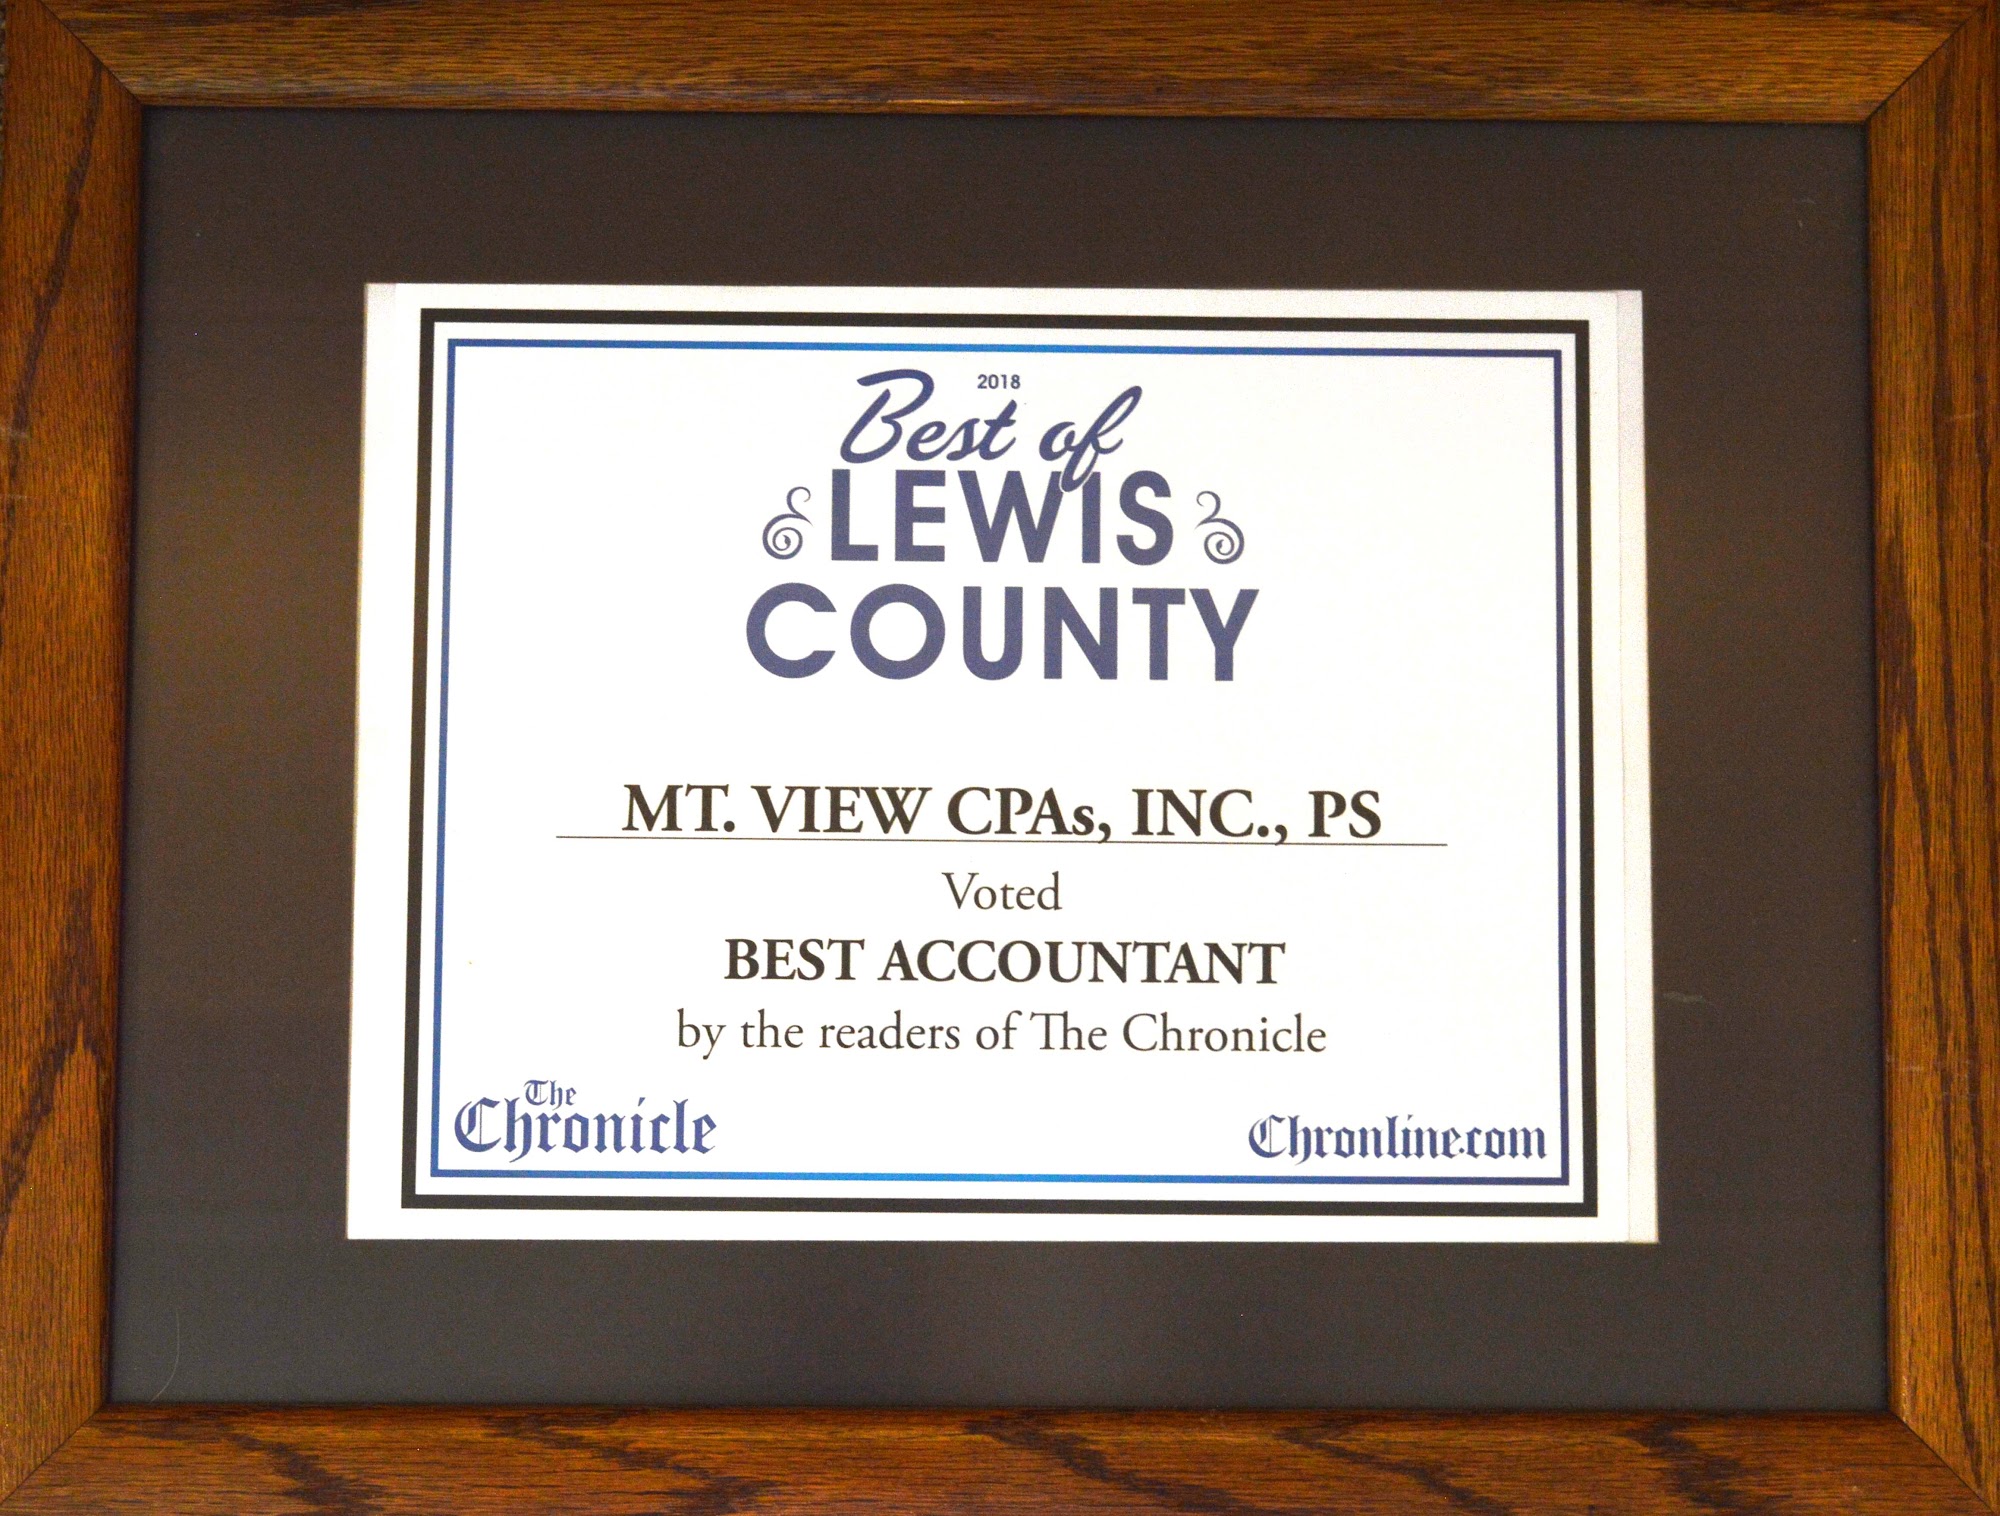 2018
Best of
LEWIS
COUNTY
MT. VIEW CPAs, INC., PS
Voted
BEST ACCOUNTANT
by the readers of The Chronicle
The
Chronicle
Chronline.com